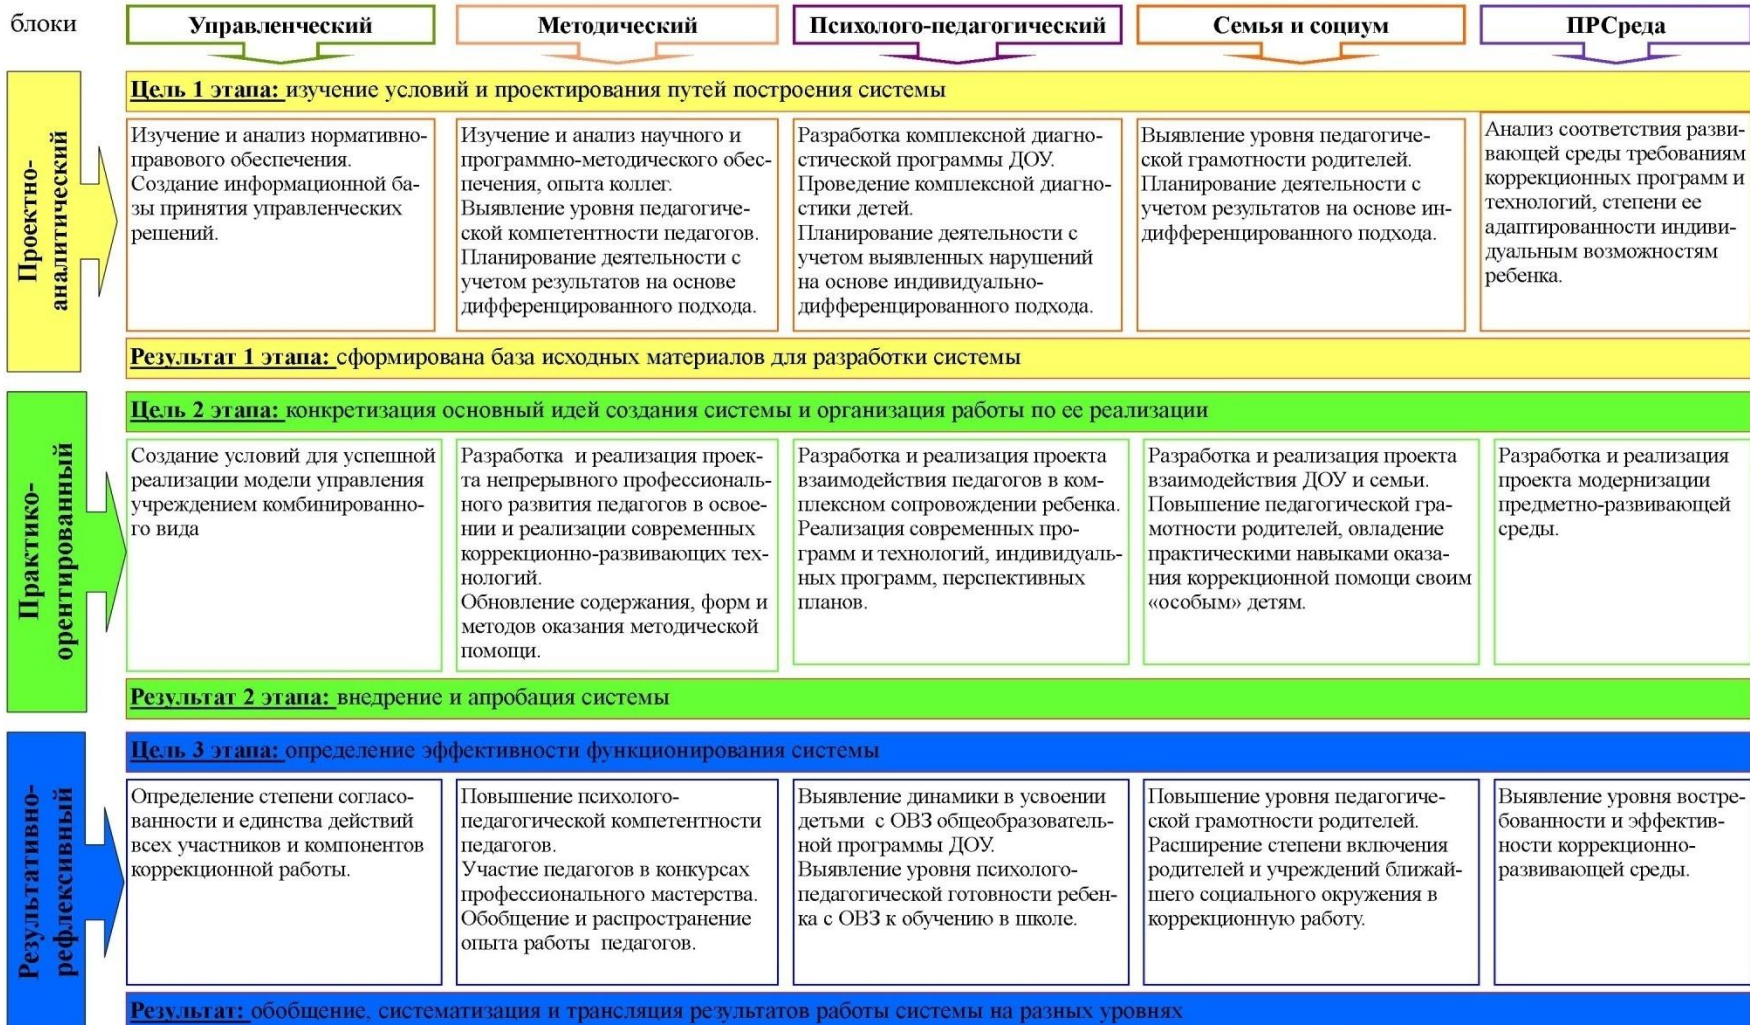 блоки
Управленческий
Методический
Психолого-педагогический
Семья и социум
ПРСреда
Проектно-
аналитический
Цель 1 этапа: изучение условий и проектирования путей построения системы
Изучение и анализ нормативно-
правового обеспечения.
Создание информационной ба-
зы принятия управленческих
решений.
Изучение и анализ научного и
программно-методического обес-
печения, опыта коллег.
Выявление уровня педагогиче-
ской компетентности педагогов.
Планирование деятельности с
учетом результатов на основе
дифференцированного подхода.
Разработка комплексной диагно-
стической программы ДОУ.
Проведение комплексной диагно-
стики детей.
Планирование деятельности с
учетом выявленных нарушений
на основе индивидуально-
дифференцированного подхода.
Выявление уровня педагогиче-
ской грамотности родителей.
Планирование деятельности с
учетом результатов на основе ин-
дифференцированного подхода.
Анализ соответствия разви-
вающей среды требованиям
коррекционных программ и
технологий, степени ее
адаптированности индиви-
дуальным возможностям
ребенка.
Результат 1 этапа: сформирована база исходных материалов для разработки системы
Практико-
орентированный
Цель 2 этапа: конкретизация основный идей создания системы и организация работы по ее реализации
Создание условий для успешной
реализации модели управления
учреждением комбинированно-
го вида
Разработка и реализация проек-
та непрерывного профессиональ-
ного развития педагогов в освое-
нии и реализации современных
коррекционно-развивающих тех-
нологий.
Обновление содержания, форм и
методов оказания методической
помощи.
Разработка и реализация проекта
взаимодействия педагогов в ком-
плексном сопровождении ребенка.
Реализация современных про-
грамм и технологий, индивидуаль-
ных программ, перспективных
планов.
Разработка и реализация проекта
взаимодействия ДОУ и семьи.
Повышение педагогической гра-
мотности родителей, овладение
практическими навыками оказа-
ния коррекционной помощи своим
«особым» детям.
Разработка и реализация
проекта модернизации
предметно-развивающей
среды.
Результат 2 этапа: внедрение и апробация системы
Результативно-
рефлексивный
Цель 3 этапа: определение эффективности функционирования системы
Определение степени согласо-
ванности и единства действий
всех участников и компонентов
коррекционной работы.
Повышение психолого-
педагогической компетентности
педагогов.
Участие педагогов в конкурсах
профессионального мастерства.
Обобщение и распространение
опыта работы педагогов.
Выявление динамики в усвоении
детьми с ОВЗ общеобразователь-
ной программы ДОУ.
Выявление уровня психолого-
педагогической готовности ребен-
ка с ОВЗ к обучению в школе.
Повышение уровня педагогиче-
ской грамотности родителей.
Расширение степени включения
родителей и учреждений ближай-
шего социального окружения в
коррекционную работу.
Выявление уровня востре-
бованности и эффектив-
ности коррекционно-
развивающей среды.
Результат: обобщение, систематизация и трансляция результатов работы системы на разных уровнях